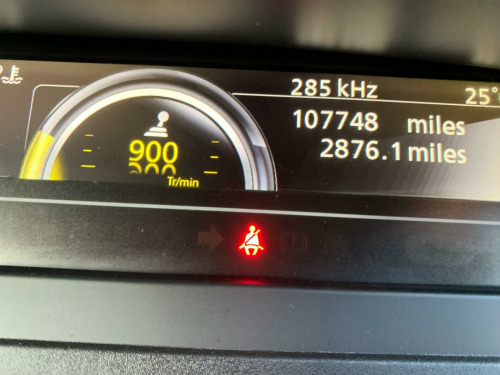 285 kHz
25°
107748 miles
2876.1 miles
900
Tr/min